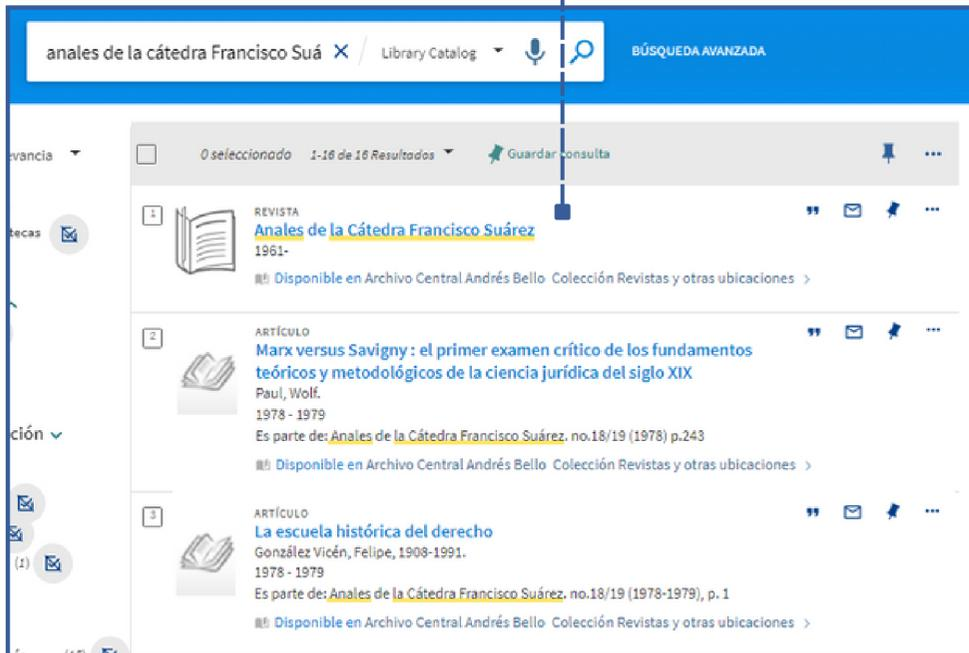 anales de la cátedra Francisco Suá
Library Catalog
BÚSQUEDA AVANZADA
evancia
0 seleccionado 1-16 de 16 Resultados
Guardar consulta
tecas
1
REVISTA
Anales de la Cátedra Francisco Suárez
1961-
Disponible en Archivo Central Andrés Bello Colección Revistas y otras ubicaciones
2
ARTÍCULO
Marx versus Savigny : el primer examen crítico de los fundamentos
teóricos y metodológicos de la ciencia jurídica del siglo XIX
Paul, Wolf.
1978 - 1979
Es parte de: Anales de la Cátedra Francisco Suárez. no.18/19 (1978) p.243
Disponible en Archivo Central Andrés Bello Colección Revistas y otras ubicaciones
ción
3
ARTÍCULO
La escuela histórica del derecho
González Vicén, Felipe, 1908-1991.
1978 - 1979
(1)
Es parte de: Anales de la Cátedra Francisco Suárez. no.18/19 (1978-1979), p. 1
Disponible en Archivo Central Andrés Bello Colección Revistas y otras ubicaciones